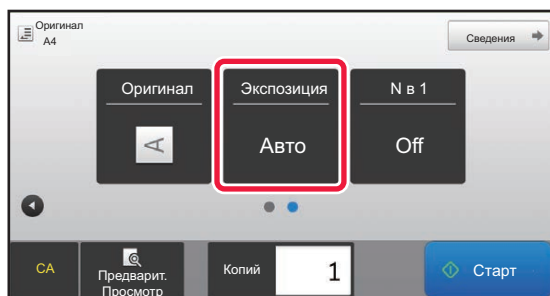 Оригинал
A4
Сведения
Оригинал
Экспозиция
N в 1
A
Авто
Off
CA
Предварит.
Просмотр
Копий
1
Старт